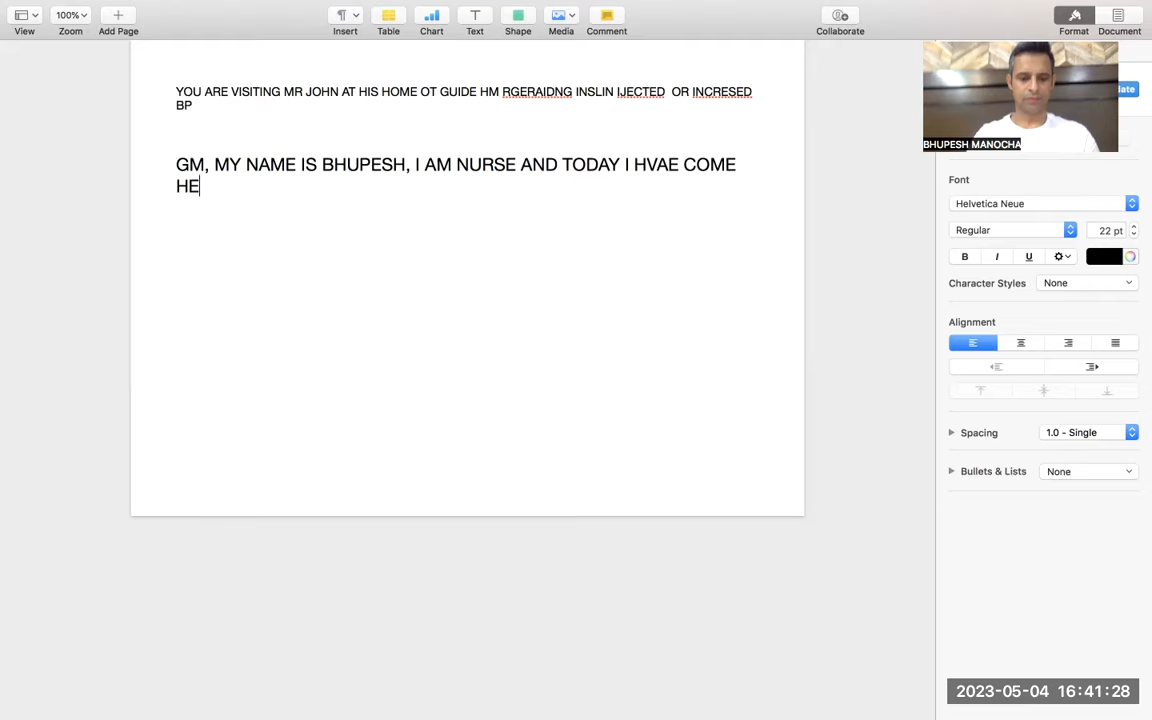 View
100%
Zoom
Add Page
Insert
Table
Chart
Text
Shape
Media
Comment
Collaborate
Format
Document
YOU ARE VISITING MR JOHN AT HIS HOME OT GUIDE HM RGERAIDNG INSLIN IJECTED OR INCRESED
BP
GM, MY NAME IS BHUPESH, I AM NURSE AND TODAY I HVAE COME
HE
BHUPESH MANOCHA
Font
Helvetica Neue
Regular 22 pt
B I U
Character Styles None
Alignment
Spacing 1.0 - Single
Bullets & Lists None
2023-05-04 16:41:28